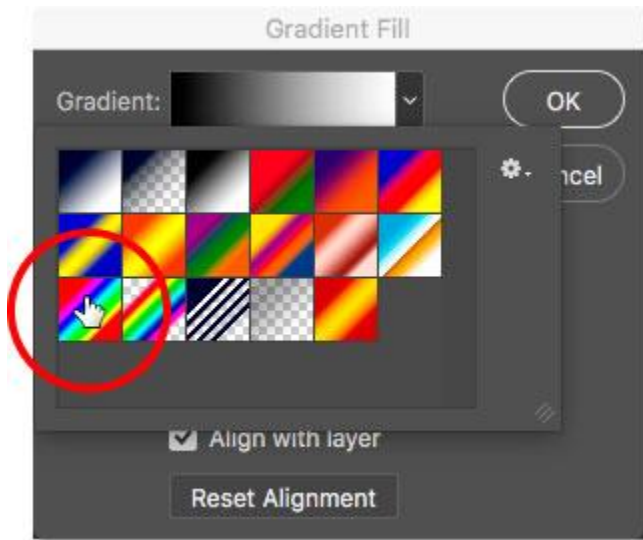 Gradient Fill
Gradient:
OK
ncel
Align with layer
Reset Alignment